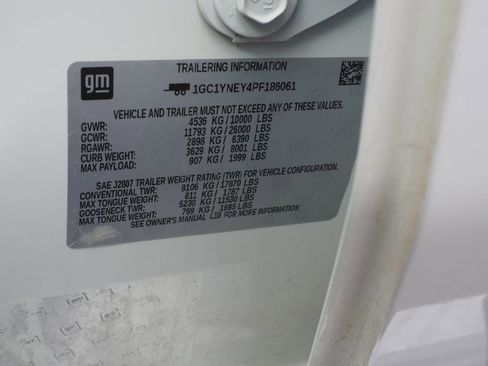 gm
TRAILERING INFORMATION
1GC1YNEY4PF186061
VEHICLE AND TRAILER MUST NOT EXCEED ANY OF THESE VALUES.
GVWR: 4536 KG/10000 LBS
GCWR: 11793 KG/26000 LBS
RGAWR: 2898 KG/ 6390 LBS
CURB WEIGHT: 3629 KG/ 8001 LBS
MAX PAYLOAD: 907 KG/ 1999 LBS
SAE J2807 TRAILER WEIGHT RATING (TWR) FOR VEHICLE CONFIGURATION.
CONVENTIONAL TWR: 8106 KG/17870 LBS
MAX TONGUE WEIGHT: 811 KG/ 1787 LBS
GOOSENECK TWR: 5230 KG/11530 LBS
MAX TONGUE WEIGHT: 769 KG/ 1695 LBS
SEE OWNER'S MANUAL FOR MORE INFORMATION